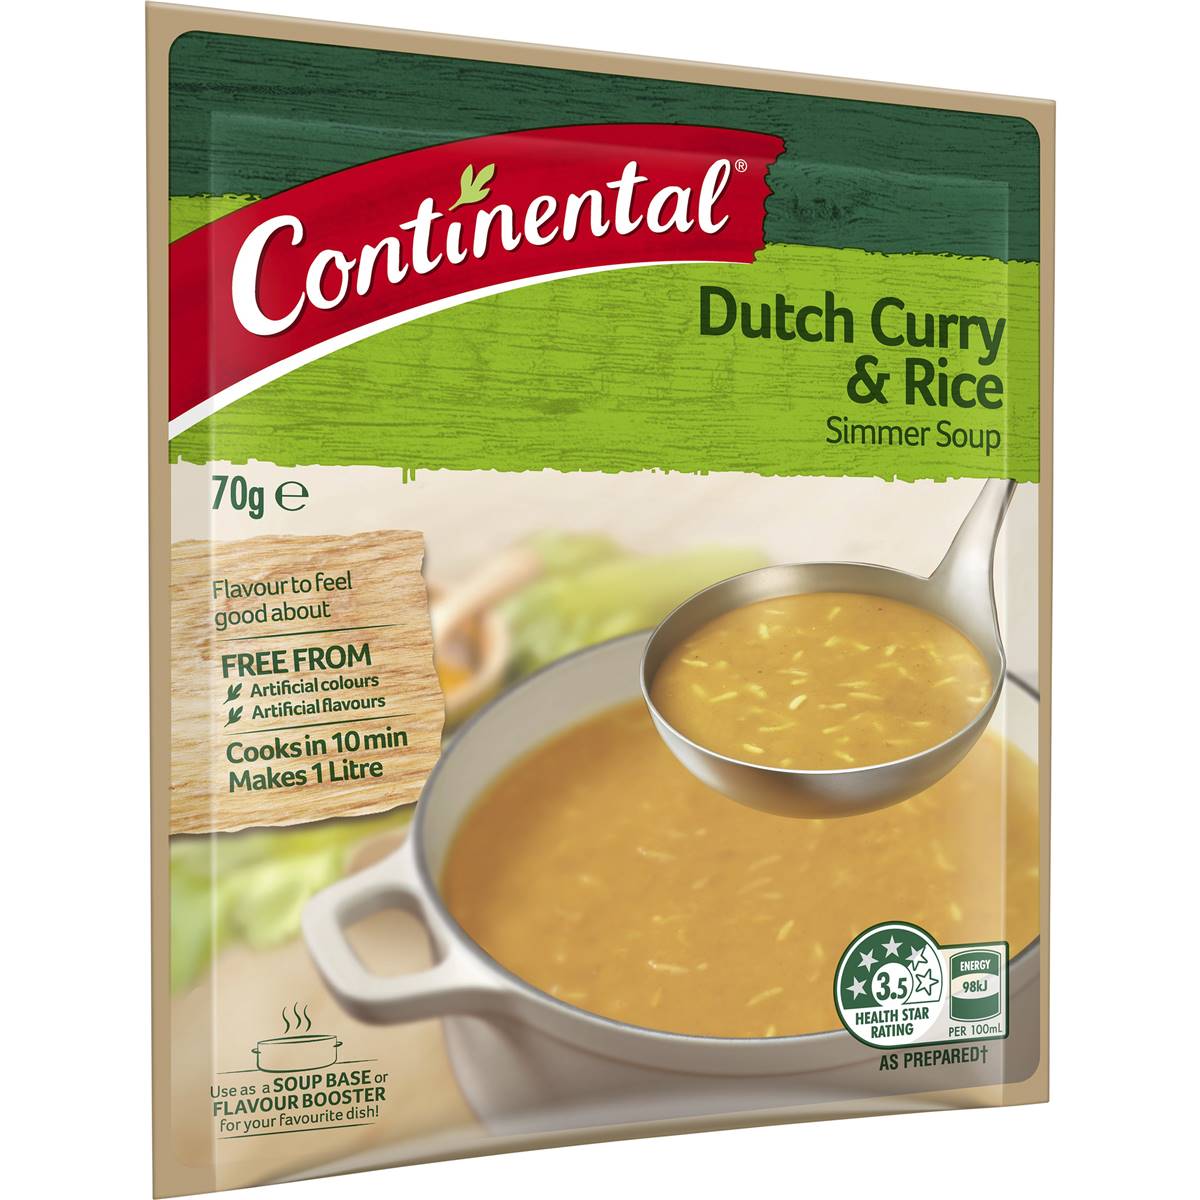 Continental®
Dutch Curry
& Rice
Simmer Soup
70g ℮
Flavour to feel
good about
FREE FROM
Artificial colours
Artificial flavours
Cooks in 10 min
Makes 1 Litre
3.5
HEALTH STAR
RATING
ENERGY
98kJ
PER 100mL
AS PREPARED†
Use as a SOUP BASE or
FLAVOUR BOOSTER
for your favourite dish!